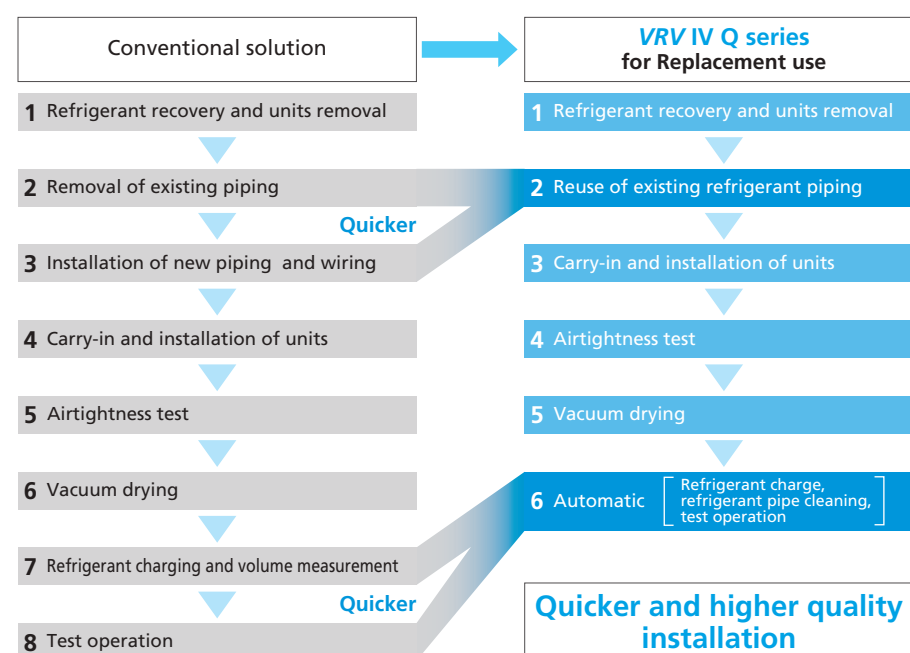 Conventional solution
VRV IV Q series
for Replacement use
1 Refrigerant recovery and units removal
2 Removal of existing piping
Quicker
3 Installation of new piping and wiring
4 Carry-in and installation of units
5 Airtightness test
6 Vacuum drying
7 Refrigerant charging and volume measurement
Quicker
8 Test operation
1 Refrigerant recovery and units removal
2 Reuse of existing refrigerant piping
3 Carry-in and installation of units
4 Airtightness test
5 Vacuum drying
6 Automatic
Refrigerant charge,
refrigerant pipe cleaning,
test operation
Quicker and higher quality
installation